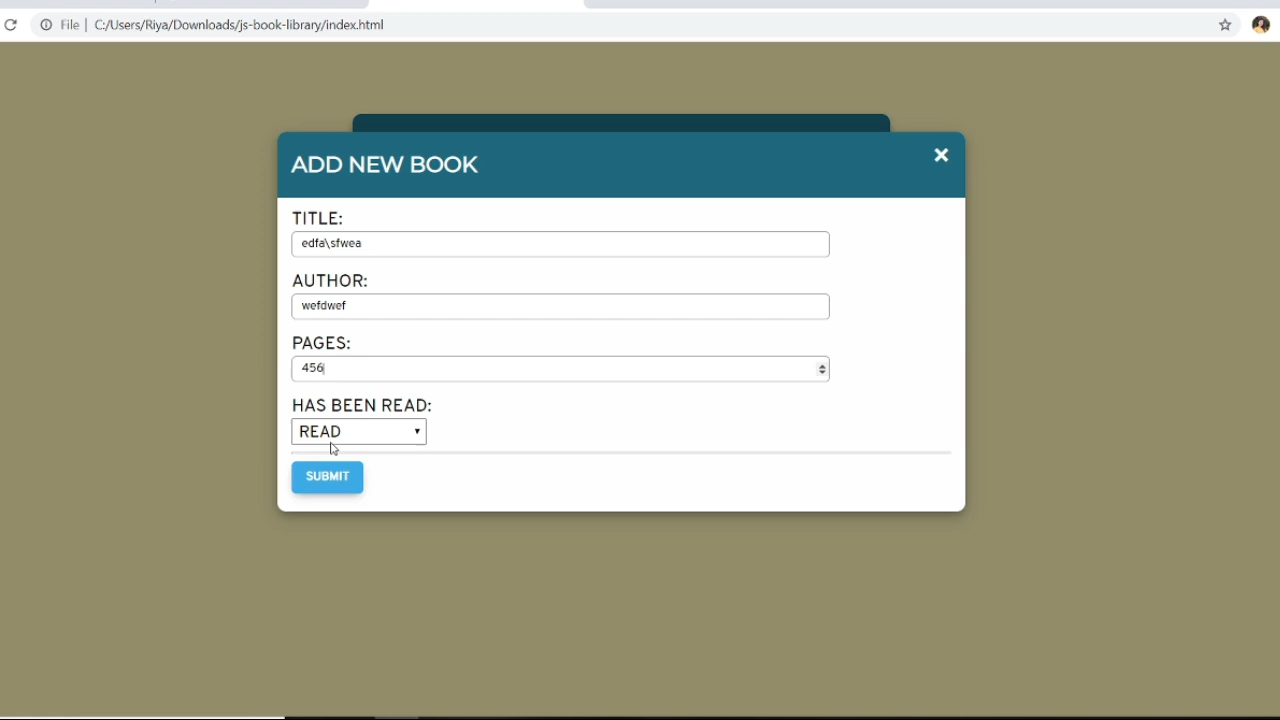 File | C:/Users/Riya/Downloads/js-book-library/index.html
ADD NEW BOOK
TITLE:
edfa\sfwea
AUTHOR:
wefdwef
PAGES:
456
HAS BEEN READ:
READ
SUBMIT